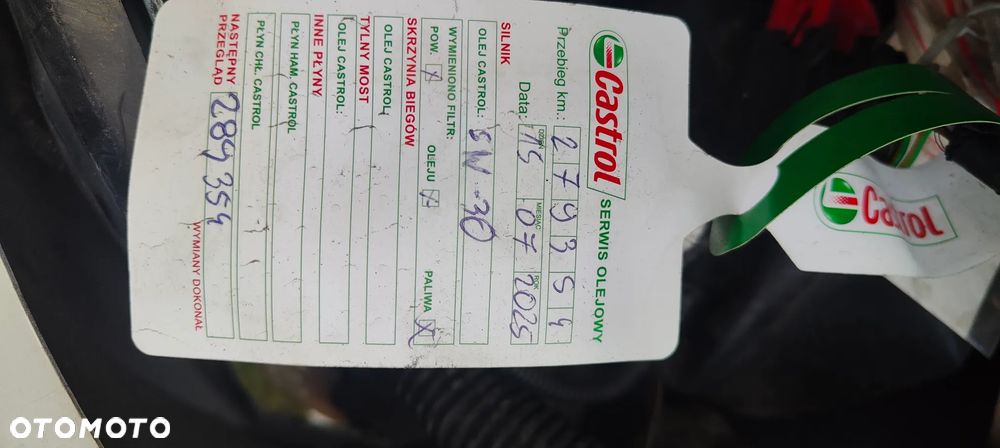 Castrol SERWIS OLEJOWY
Przebieg km.: 279354
DZIEŃ MIESIĄC ROK
Data: 15 07 2025
SILNIK
OLEJ CASTROL: 5W-30
WYMIENIONO FILTR:
POW. X OLEJU X PALIWA X
SKRZYNIA BIEGÓW
OLEJ CASTROL
TYLNY MOST
OLEJ CASTROL:
INNE PŁYNY
PŁYN HAM. CASTROL
PŁYN CHŁ. CASTROL
NASTĘPNY
PRZEGLĄD 289354
WYMIANY DOKONAŁ
Castrol
OTOMOTO